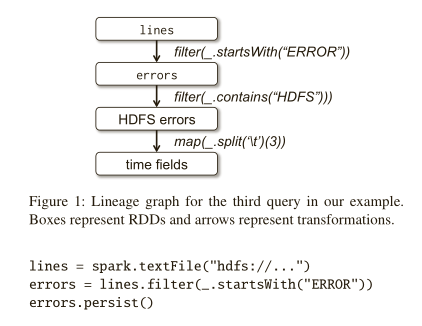 lines
filter(_.startsWith(“ERROR”))
errors
filter(_.contains(“HDFS”)))
HDFS errors
map(_.split(‘\t’)(3))
time fields
Figure 1: Lineage graph for the third query in our example.
Boxes represent RDDs and arrows represent transformations.
lines = spark.textFile("hdfs://...")
errors = lines.filter(_.startsWith("ERROR"))
errors.persist()